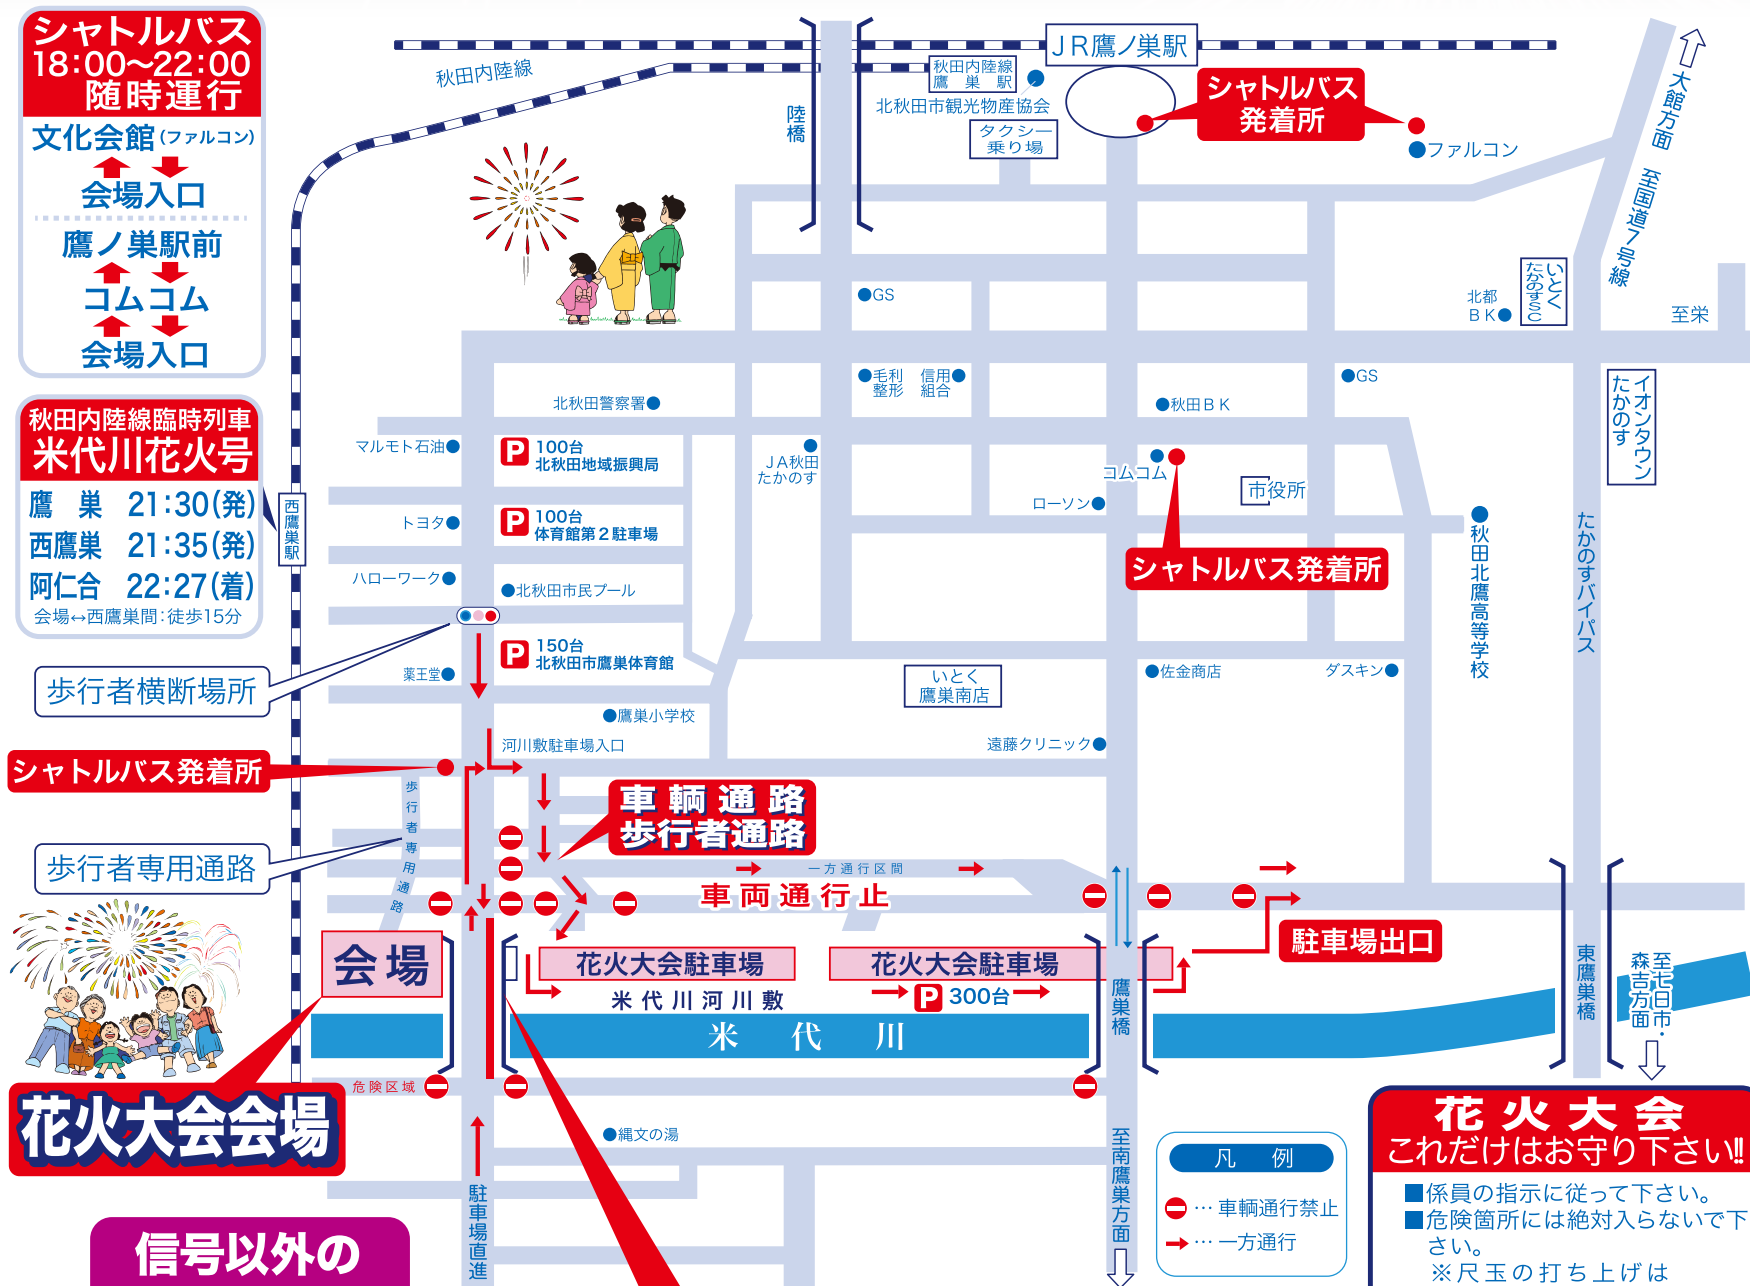 シャトルバス
18:00〜22:00
随時運行
文化会館(ファルコン)
会場入口
鷹ノ巣駅前
コムコム
会場入口
秋田内陸線臨時列車
米代川花火号
鷹　巣　21:30(発)
西鷹巣　21:35(発)
阿仁合　22:27(着)
会場↔西鷹巣間:徒歩15分
西鷹巣駅
歩行者横断場所
シャトルバス発着所
歩行者専用通路
花火大会会場
信号以外の
秋田内陸線
陸橋
JR鷹ノ巣駅
秋田内陸線
鷹　巣　駅
北秋田市観光物産協会
タクシー
乗り場
シャトルバス
発着所
ファルコン
大館方面　至国道7号線
GS
北都
BK
いとく
たかのすSC
至栄
毛利
整形
信用
組合
GS
イオンタウン
たかのす
北秋田警察署
秋田BK
マルモト石油
P 100台
北秋田地域振興局
JA秋田
たかのす
コムコム
市役所
ローソン
トヨタ
P 100台
体育館第2駐車場
秋田北鷹高等学校
たかのすバイパス
シャトルバス発着所
ハローワーク
北秋田市民プール
P 150台
北秋田市鷹巣体育館
薬王堂
いとく
鷹巣南店
佐金商店
ダスキン
鷹巣小学校
河川敷駐車場入口
遠藤クリニック
歩行者専用通路
車輌通路
歩行者通路
一方通行区間
車両通行止
会場
花火大会駐車場
米代川河川敷
花火大会駐車場
P 300台
駐車場出口
鷹巣橋
東鷹巣橋
至七日市・
森吉方面
米代川
危険区域
縄文の湯
駐車場直進
至南鷹巣方面
凡　例
…車輌通行禁止
…一方通行
花火大会
これだけはお守り下さい!!
■係員の指示に従って下さい。
■危険箇所には絶対入らないで下
さい。
※尺玉の打ち上げは